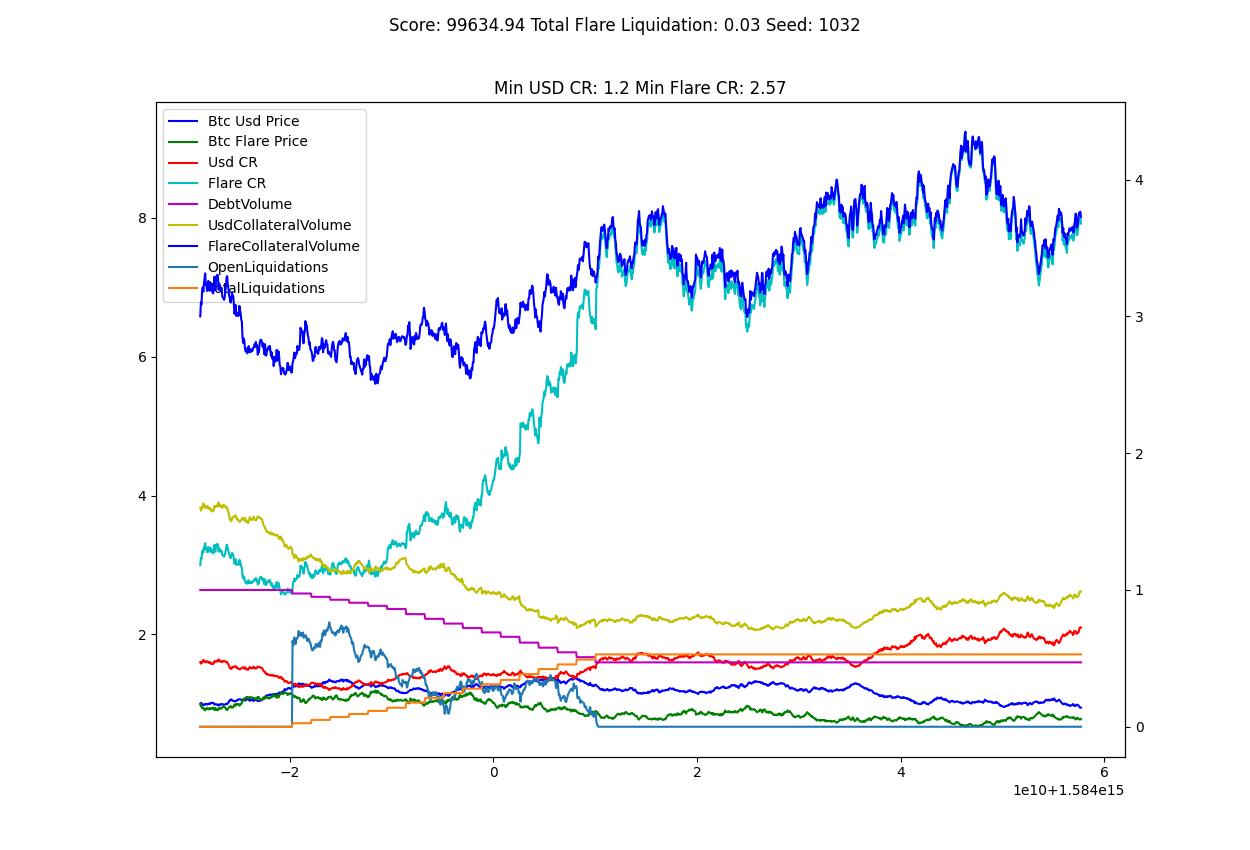 Score: 99634.94 Total Flare Liquidation: 0.03 Seed: 1032
Min USD CR: 1.2 Min Flare CR: 2.57
Btc Usd Price
Btc Flare Price
Usd CR
Flare CR
DebtVolume
UsdCollateralVolume
FlareCollateralVolume
OpenLiquidations
TotalLiquidations
8
6
4
2
4
3
2
1
0
−2
0
2
4
6
1e10+1.584e15